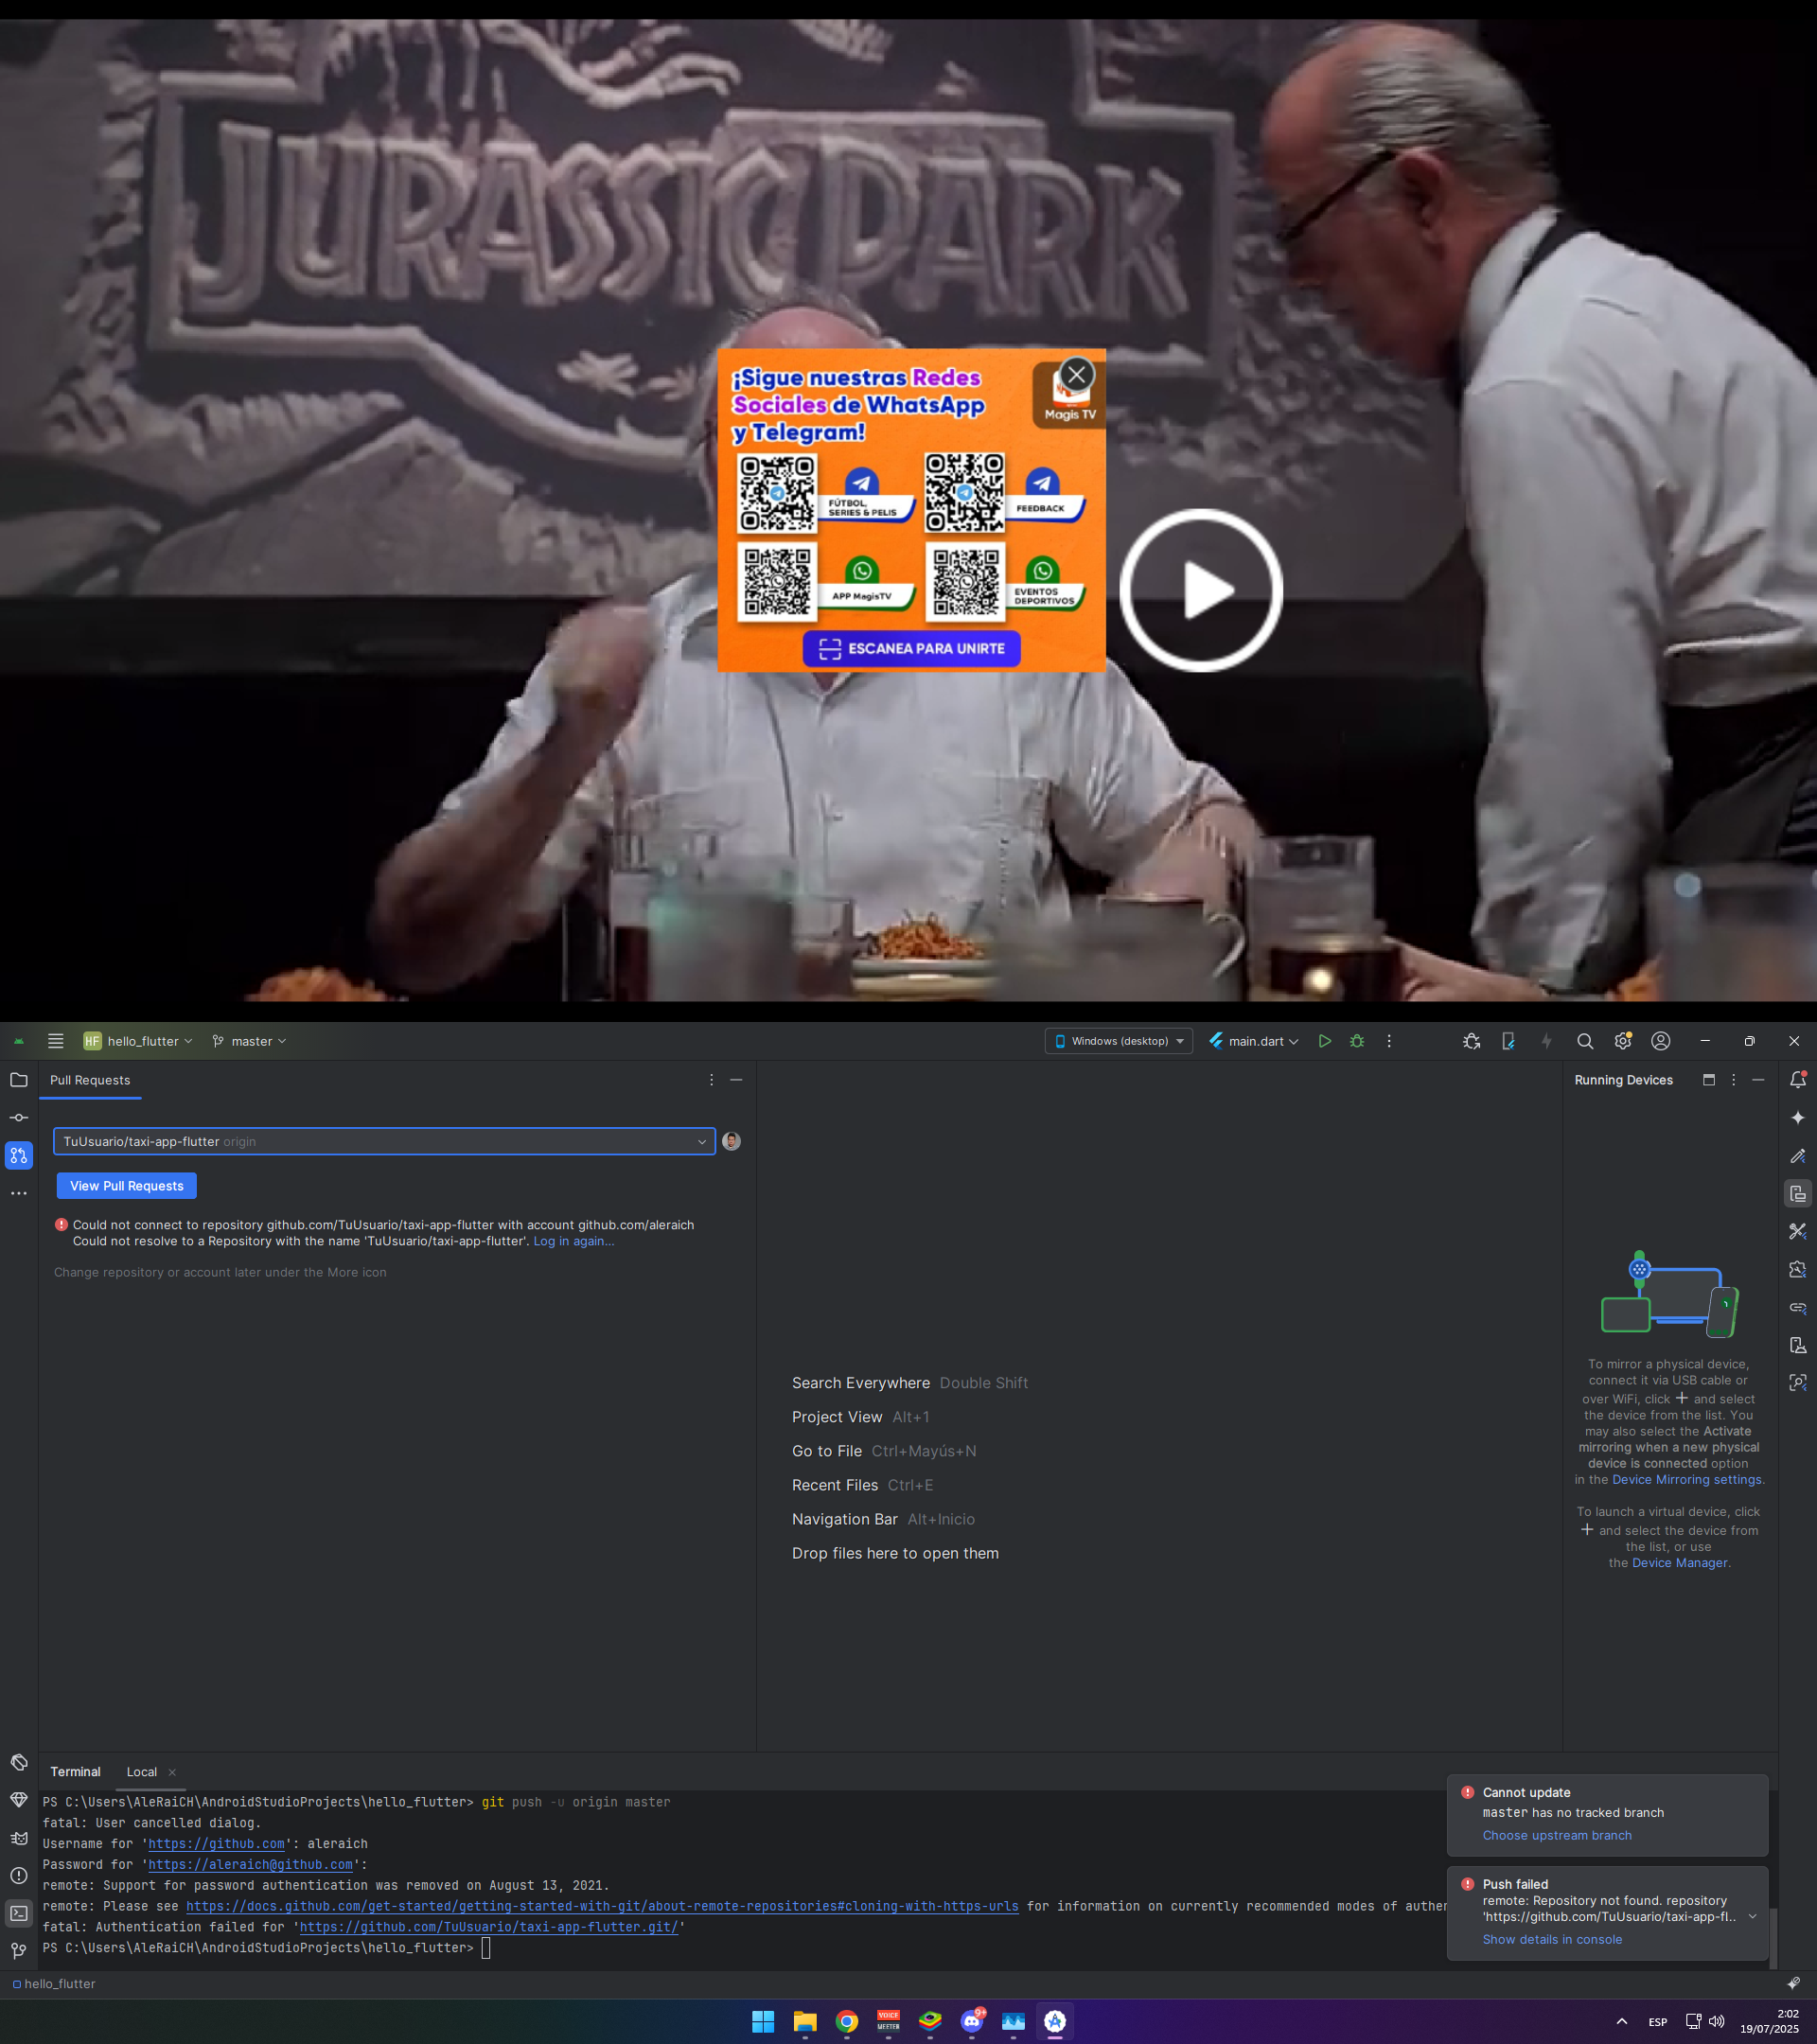 JURASSIC PARK
¡Sigue nuestras Redes
Sociales de WhatsApp
y Telegram!
Magis TV
FÚTBOL,
SERIES & PELIS
FEEDBACK
APP MagisTV
EVENTOS
DEPORTIVOS
ESCANEA PARA UNIRTE
HF hello_flutter
master
Windows (desktop)
main.dart
Pull Requests
Running Devices
TuUsuario/taxi-app-flutter origin
View Pull Requests
Could not connect to repository github.com/TuUsuario/taxi-app-flutter with account github.com/aleraich
Could not resolve to a Repository with the name 'TuUsuario/taxi-app-flutter'. Log in again...
Change repository or account later under the More icon
Search Everywhere Double Shift
Project View Alt+1
Go to File Ctrl+Mayús+N
Recent Files Ctrl+E
Navigation Bar Alt+Inicio
Drop files here to open them
To mirror a physical device,
connect it via USB cable or
over WiFi, click + and select
the device from the list. You
may also select the Activate
mirroring when a new physical
device is connected option
in the Device Mirroring settings.
To launch a virtual device, click
+ and select the device from
the list, or use
the Device Manager.
Terminal
Local
PS C:\Users\AleRaiCH\AndroidStudioProjects\hello_flutter> git push -u origin master
fatal: User cancelled dialog.
Username for 'https://github.com': aleraich
Password for 'https://aleraich@github.com':
remote: Support for password authentication was removed on August 13, 2021.
remote: Please see https://docs.github.com/get-started/getting-started-with-git/about-remote-repositories#cloning-with-https-urls for information on currently recommended modes of authen
fatal: Authentication failed for 'https://github.com/TuUsuario/taxi-app-flutter.git/'
PS C:\Users\AleRaiCH\AndroidStudioProjects\hello_flutter>
Cannot update
master has no tracked branch
Choose upstream branch
Push failed
remote: Repository not found. repository
'https://github.com/TuUsuario/taxi-app-fl...
Show details in console
hello_flutter
VOICE
MEETER
9+
ESP
2:02
19/07/2025